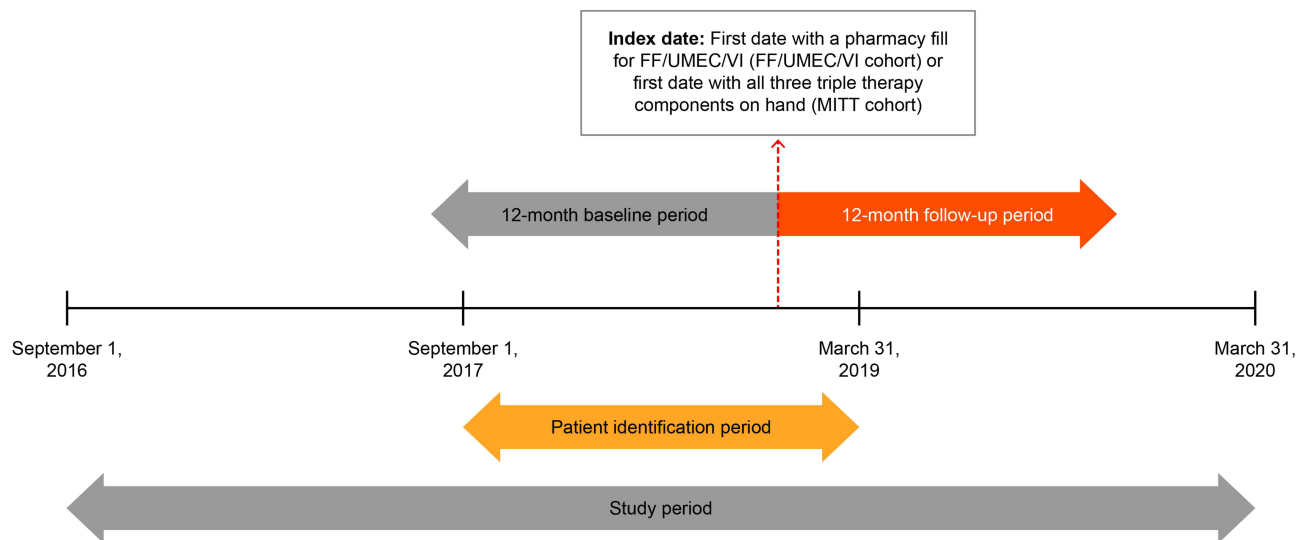 Index date: First date with a pharmacy fill
for FF/UMEC/VI (FF/UMEC/VI cohort) or
first date with all three triple therapy
components on hand (MITT cohort)
12-month baseline period
12-month follow-up period
September 1,
2016
September 1,
2017
March 31,
2019
March 31,
2020
Patient identification period
Study period